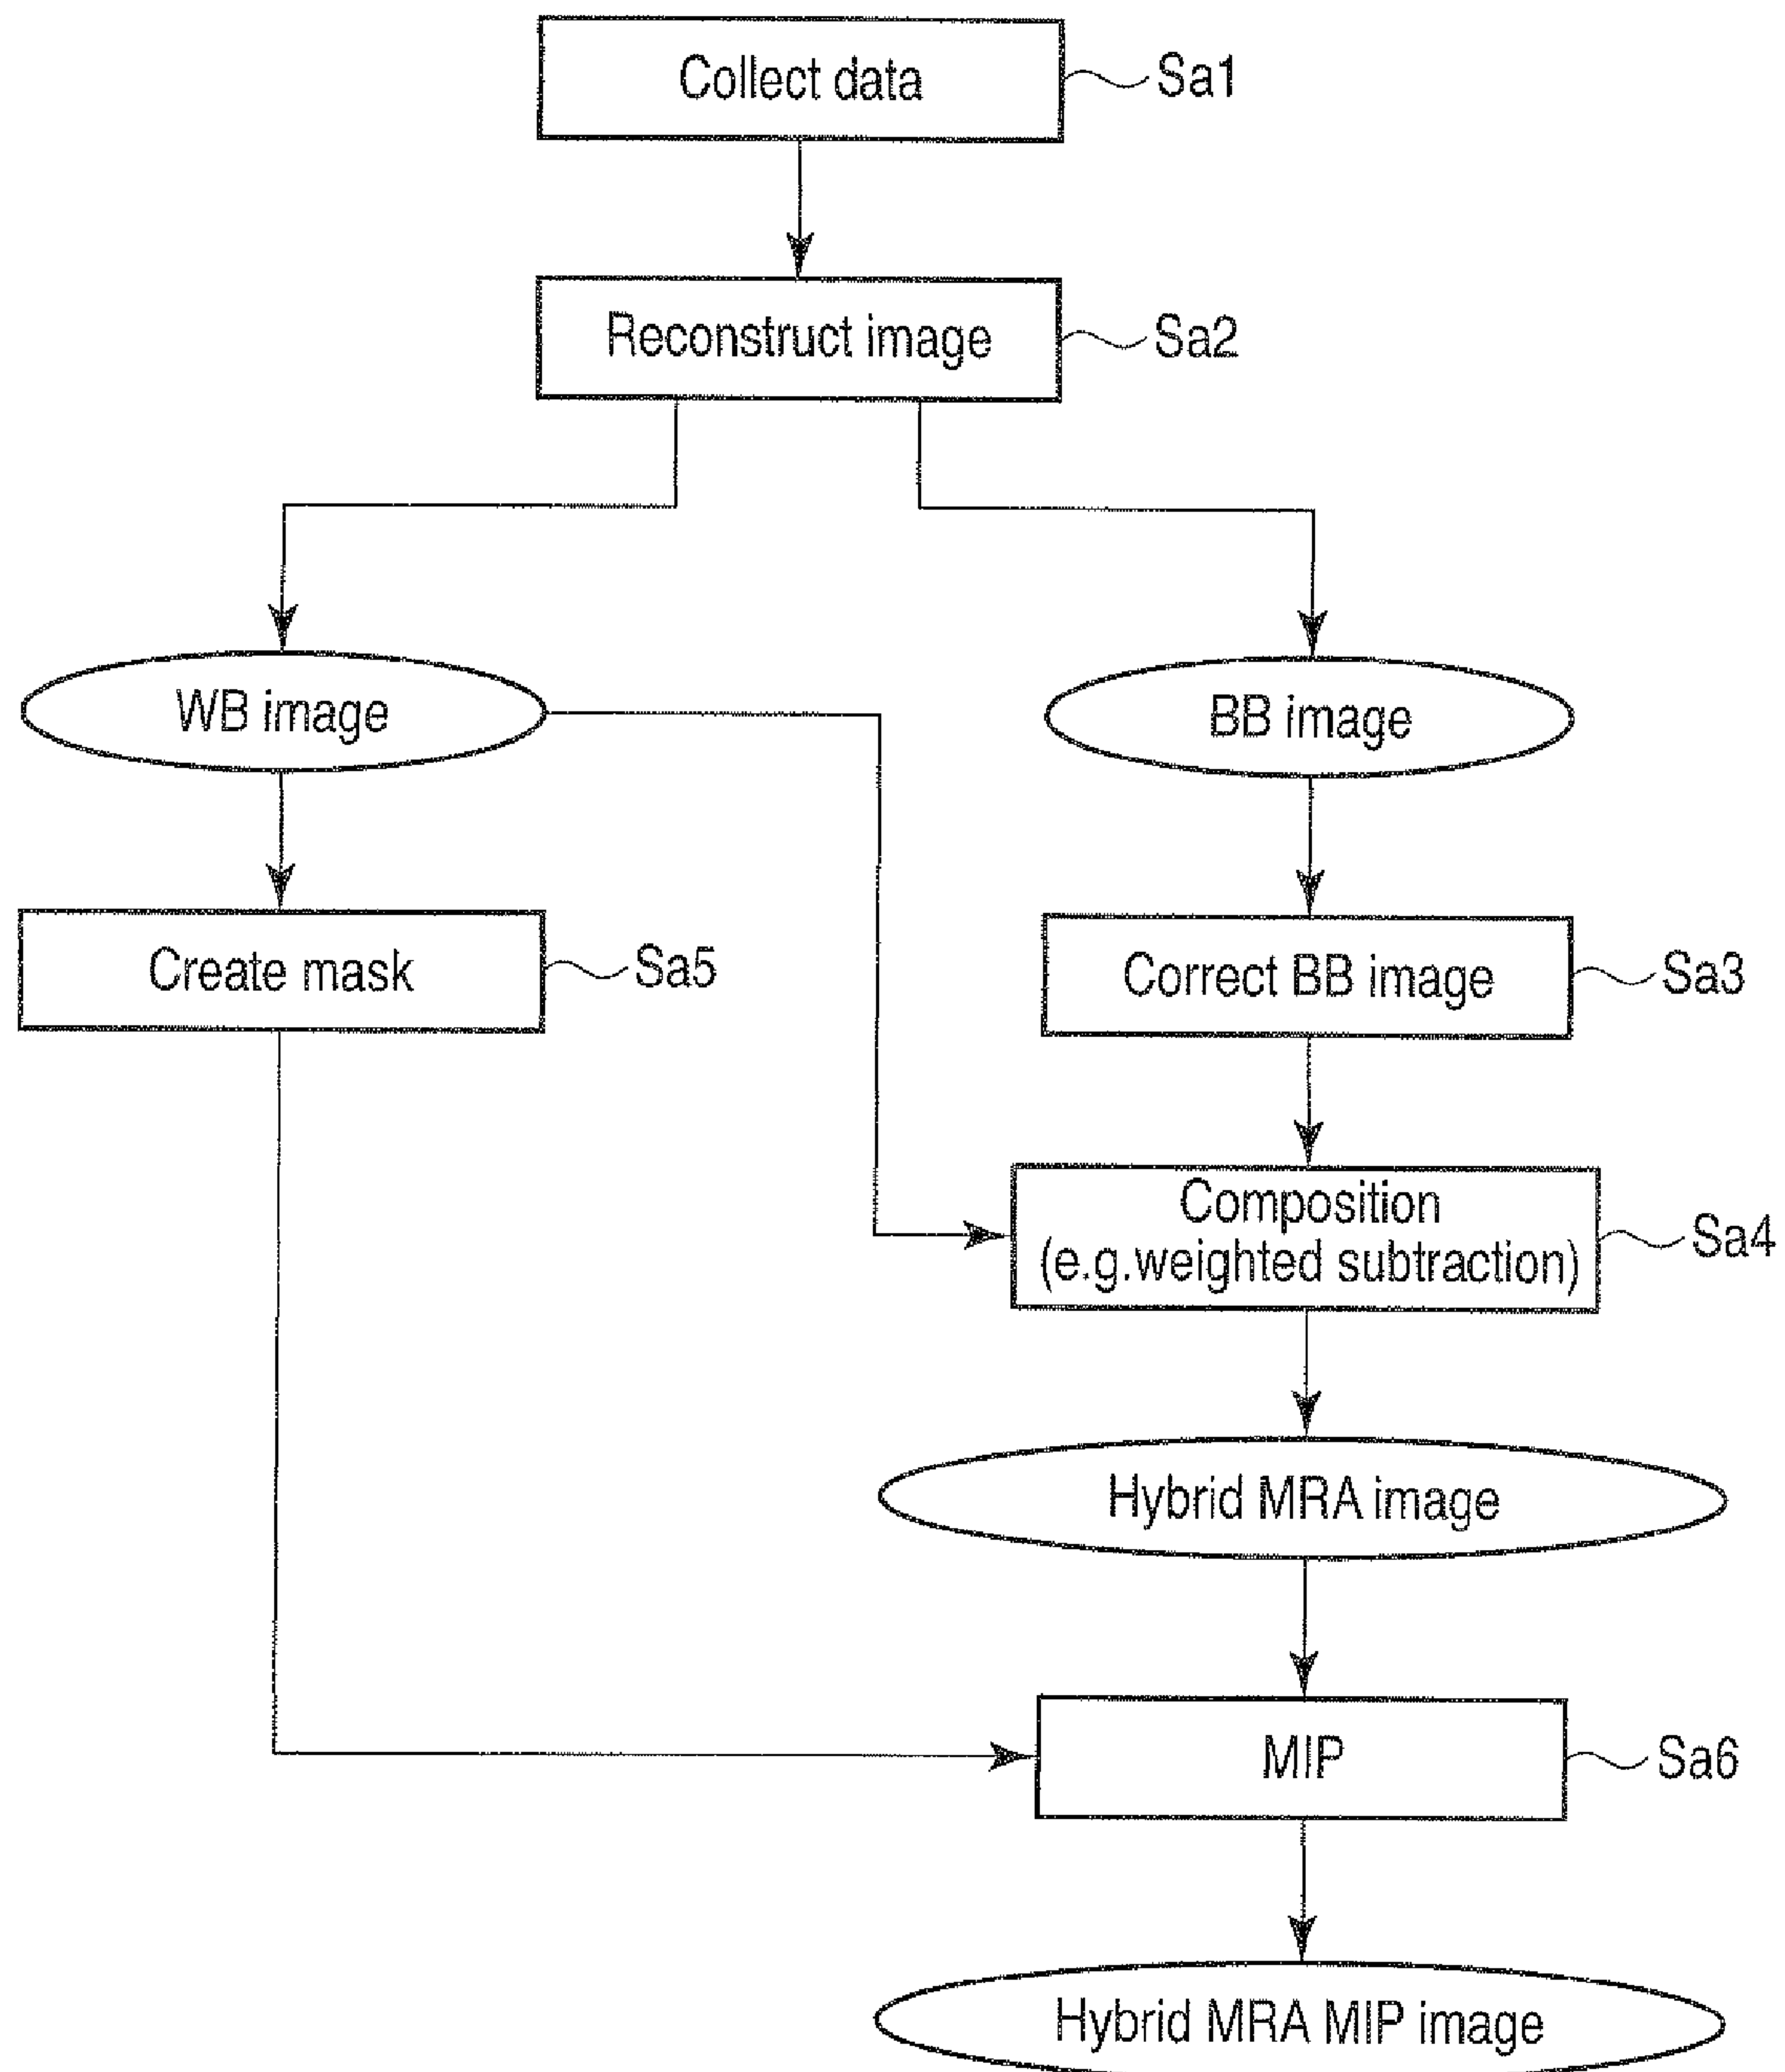 Collect data
Sa1
Reconstruct image
Sa2
WB image
BB image
Create mask
Sa5
Correct BB image
Sa3
Composition
(e.g.weighted subtraction)
Sa4
Hybrid MRA image
MIP
Sa6
Hybrid MRA MIP image